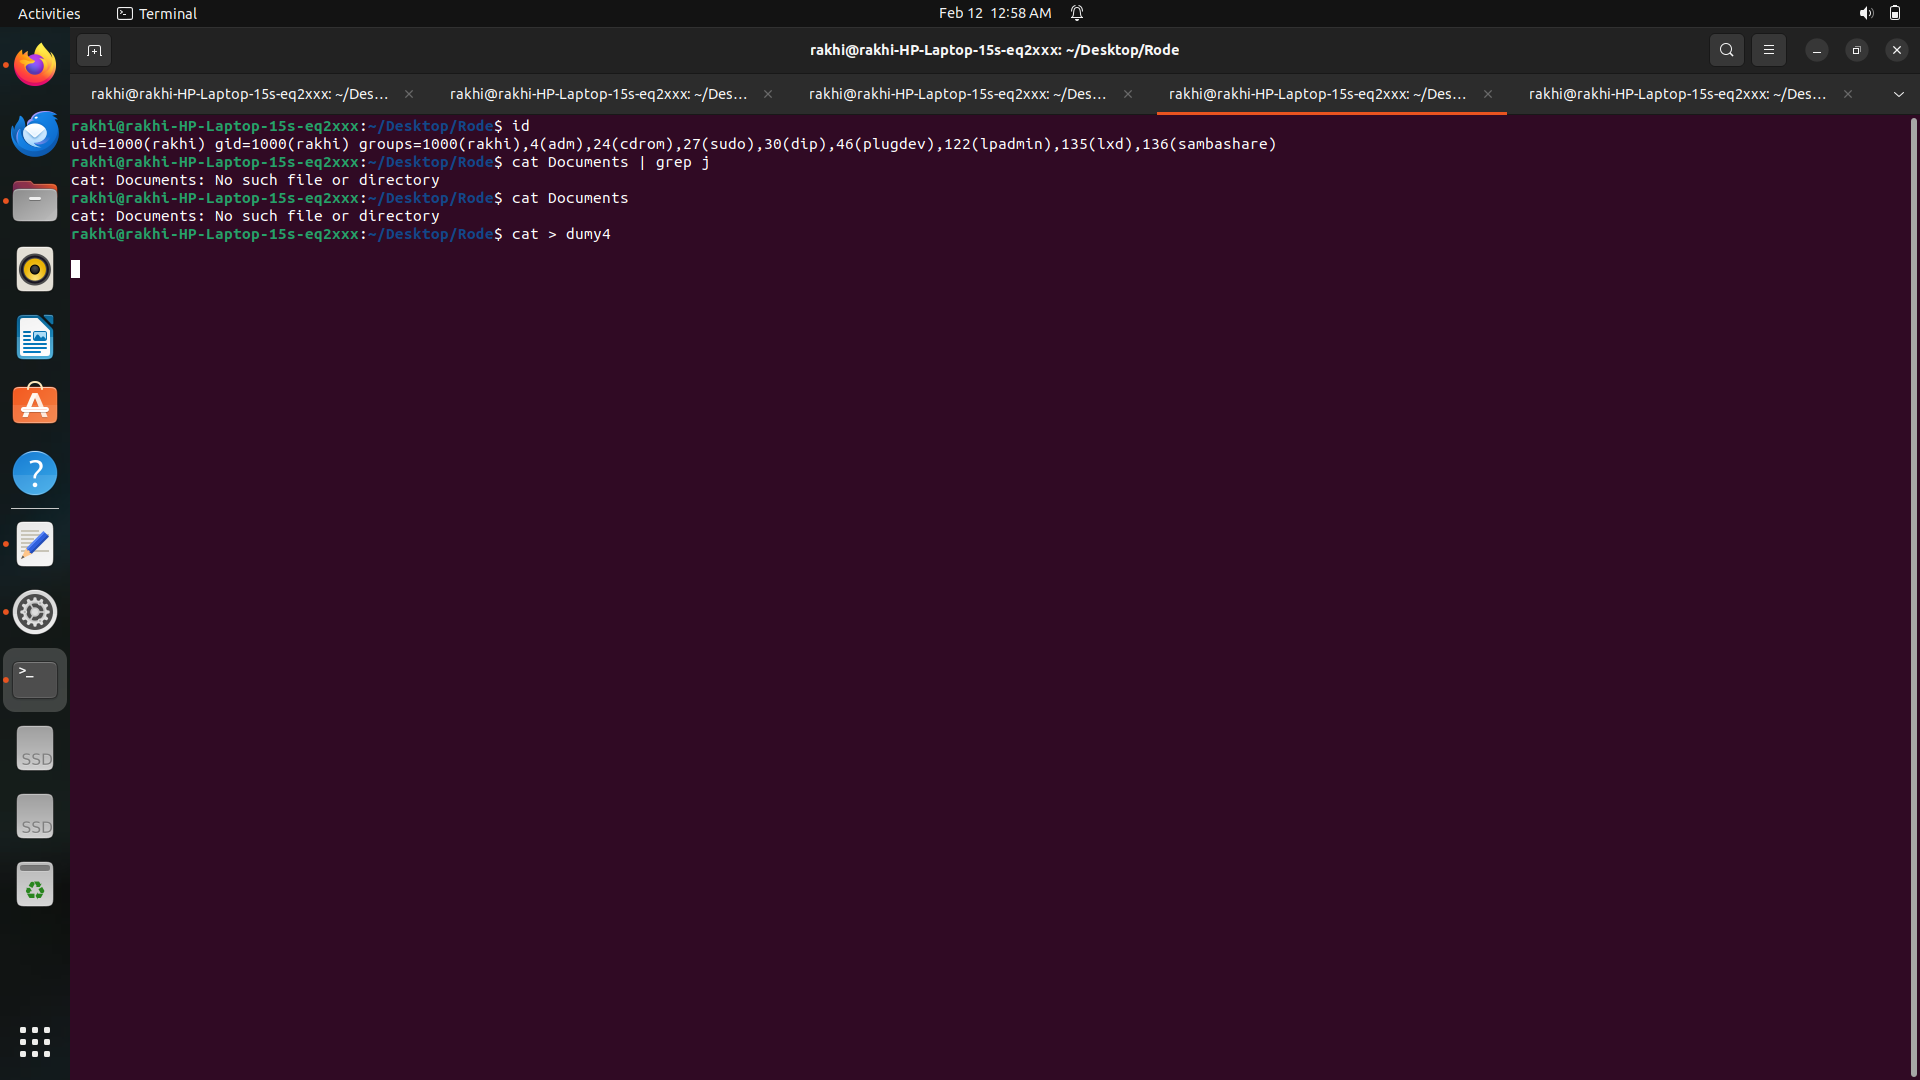 Activities Terminal Feb 12 12:58 AM
rakhi@rakhi-HP-Laptop-15s-eq2xxx: ~/Desktop/Rode
rakhi@rakhi-HP-Laptop-15s-eq2xxx: ~/Des... rakhi@rakhi-HP-Laptop-15s-eq2xxx: ~/Des... rakhi@rakhi-HP-Laptop-15s-eq2xxx: ~/Des... rakhi@rakhi-HP-Laptop-15s-eq2xxx: ~/Des... rakhi@rakhi-HP-Laptop-15s-eq2xxx: ~/Des...
rakhi@rakhi-HP-Laptop-15s-eq2xxx:~/Desktop/Rode$ id
uid=1000(rakhi) gid=1000(rakhi) groups=1000(rakhi),4(adm),24(cdrom),27(sudo),30(dip),46(plugdev),122(lpadmin),135(lxd),136(sambashare)
rakhi@rakhi-HP-Laptop-15s-eq2xxx:~/Desktop/Rode$ cat Documents | grep j
cat: Documents: No such file or directory
rakhi@rakhi-HP-Laptop-15s-eq2xxx:~/Desktop/Rode$ cat Documents
cat: Documents: No such file or directory
rakhi@rakhi-HP-Laptop-15s-eq2xxx:~/Desktop/Rode$ cat > dumy4
?
>_
SSD
SSD